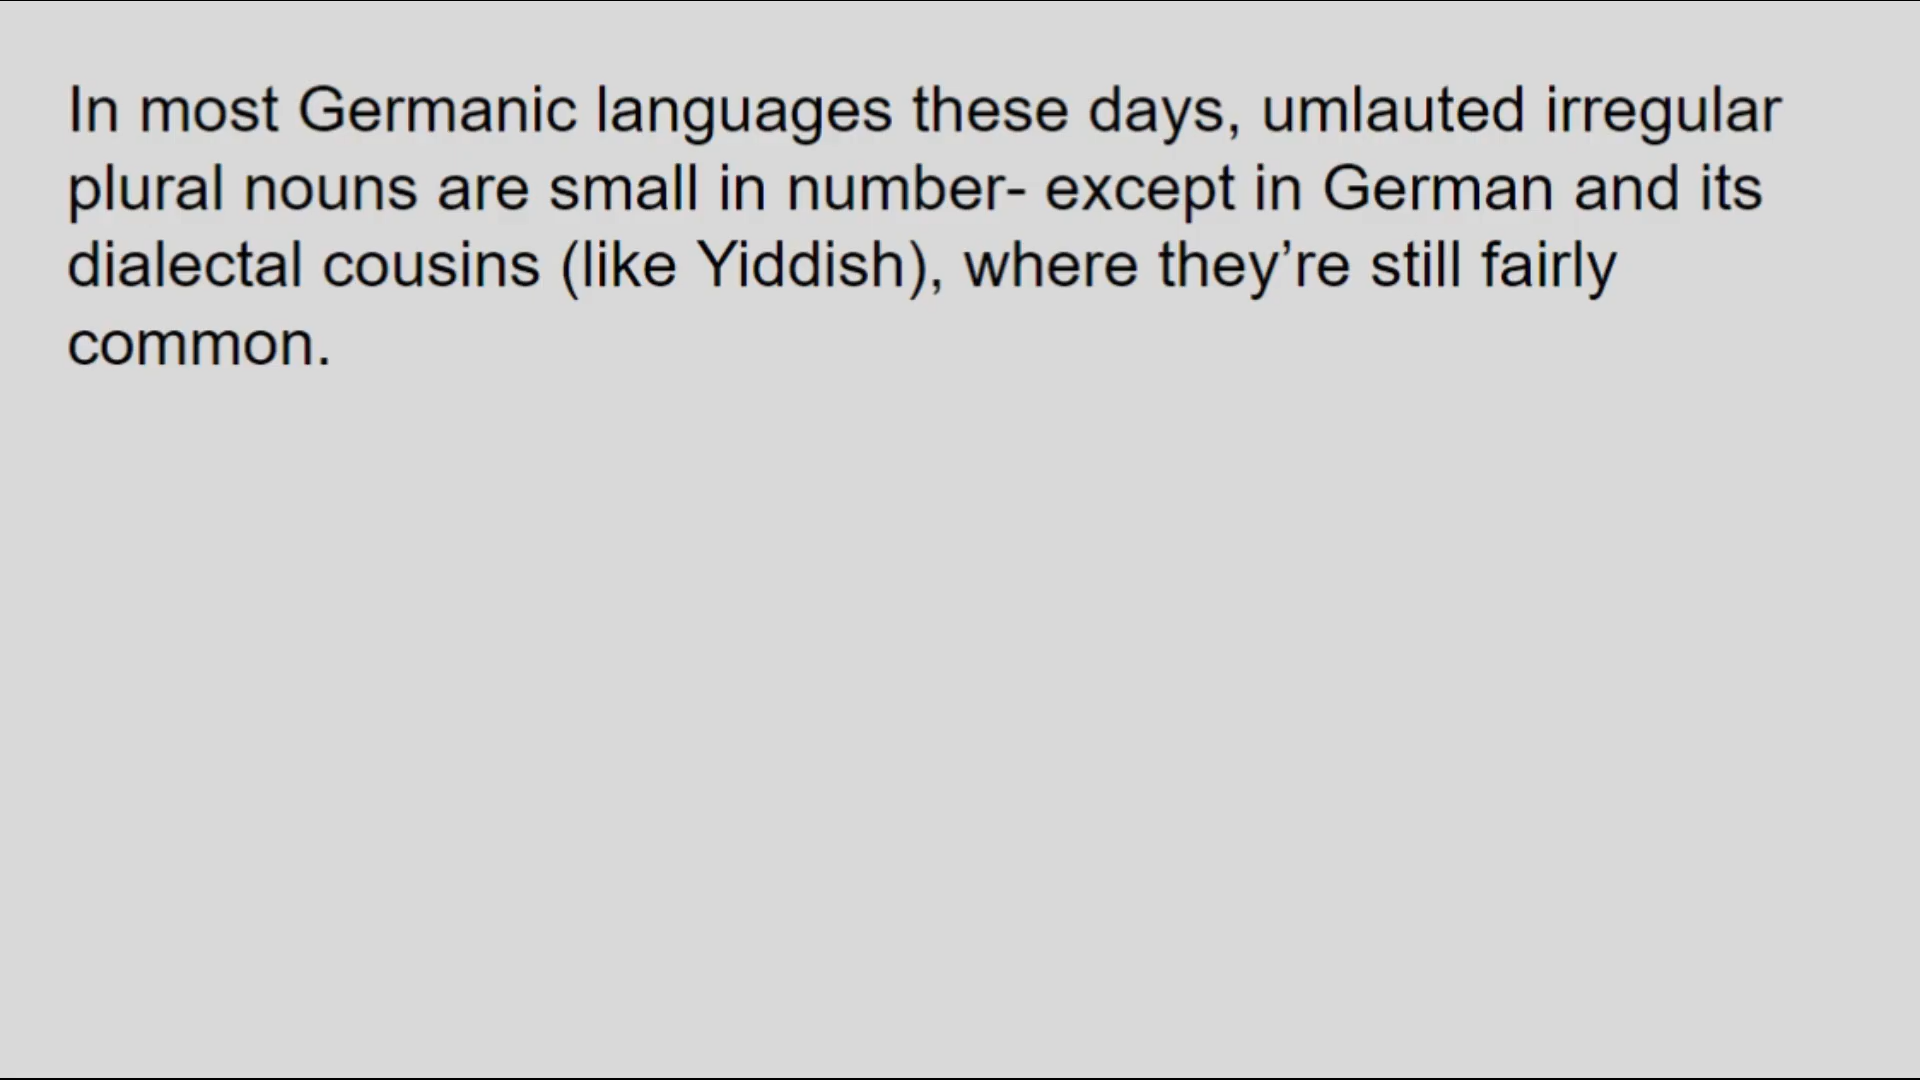 In most Germanic languages these days, umlauted irregular
plural nouns are small in number- except in German and its
dialectal cousins (like Yiddish), where they’re still fairly
common.